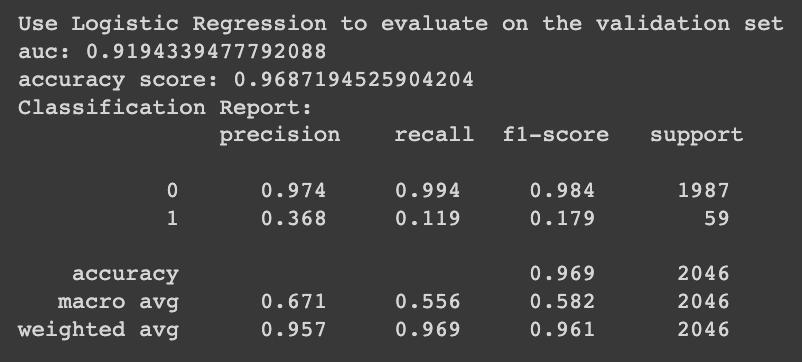 Use Logistic Regression to evaluate on the validation set
auc: 0.9194339477792088
accuracy score: 0.9687194525904204
Classification Report:
precision recall f1-score support
0 0.974 0.994 0.984 1987
1 0.368 0.119 0.179 59
accuracy 0.969 2046
macro avg 0.671 0.556 0.582 2046
weighted avg 0.957 0.969 0.961 2046